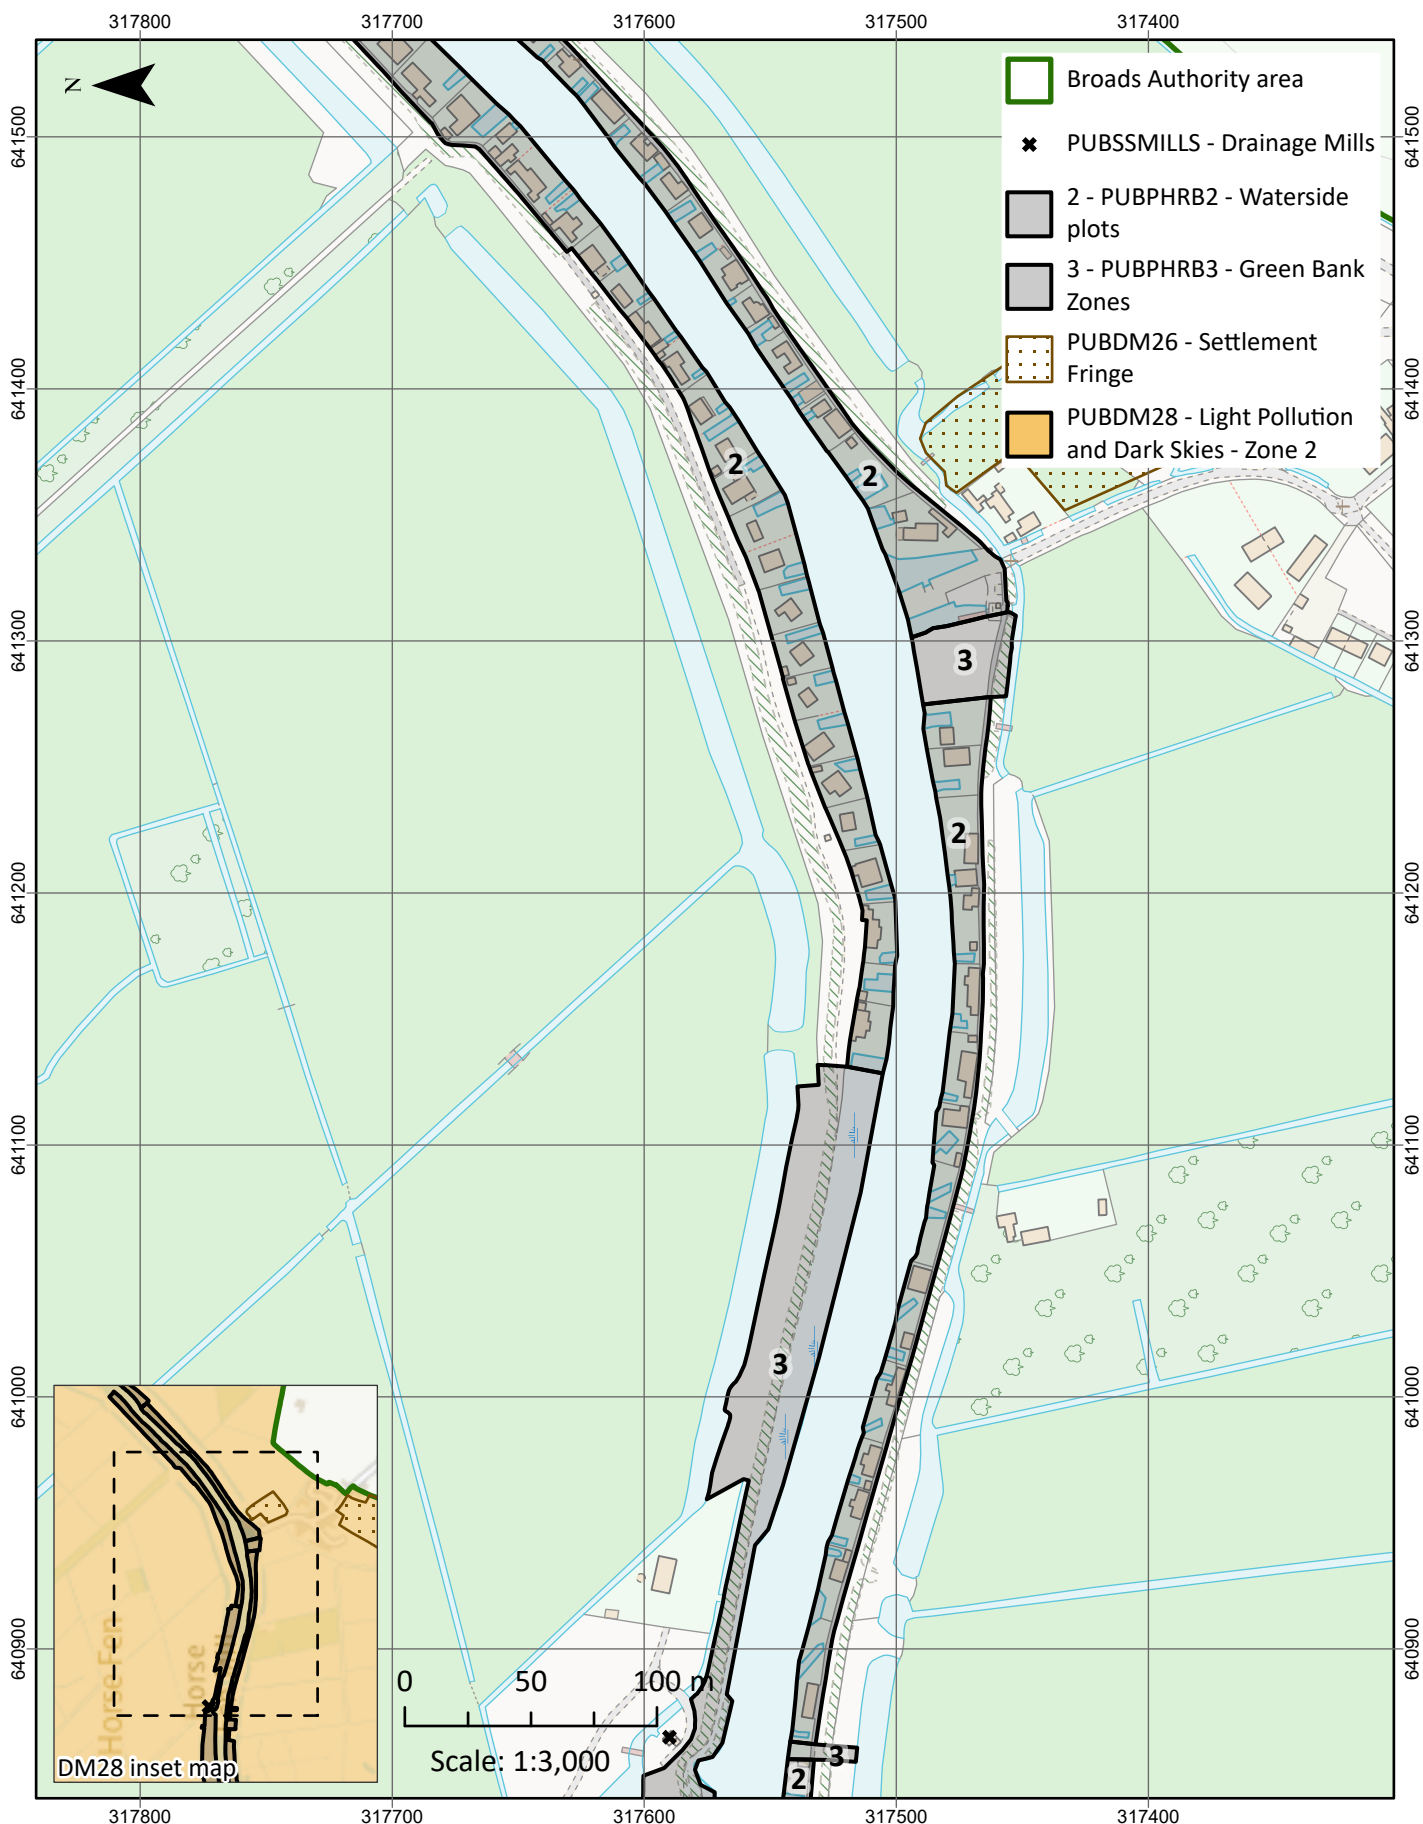 317800
317700
317600
317500
317400
N
Broads Authority area
PUBSSMILLS - Drainage Mills
2 - PUBPHRB2 - Waterside
plots
3 - PUBPHRB3 - Green Bank
Zones
PUBDM26 - Settlement
Fringe
PUBDM28 - Light Pollution
and Dark Skies - Zone 2
641500
641500
641400
641400
2
2
641300
641300
3
2
641200
641200
641100
641100
3
641000
641000
640900
640900
Horse Fen
Horse
DM28 inset map
0
50
100 m
Scale: 1:3,000
3
2
317800
317700
317600
317500
317400